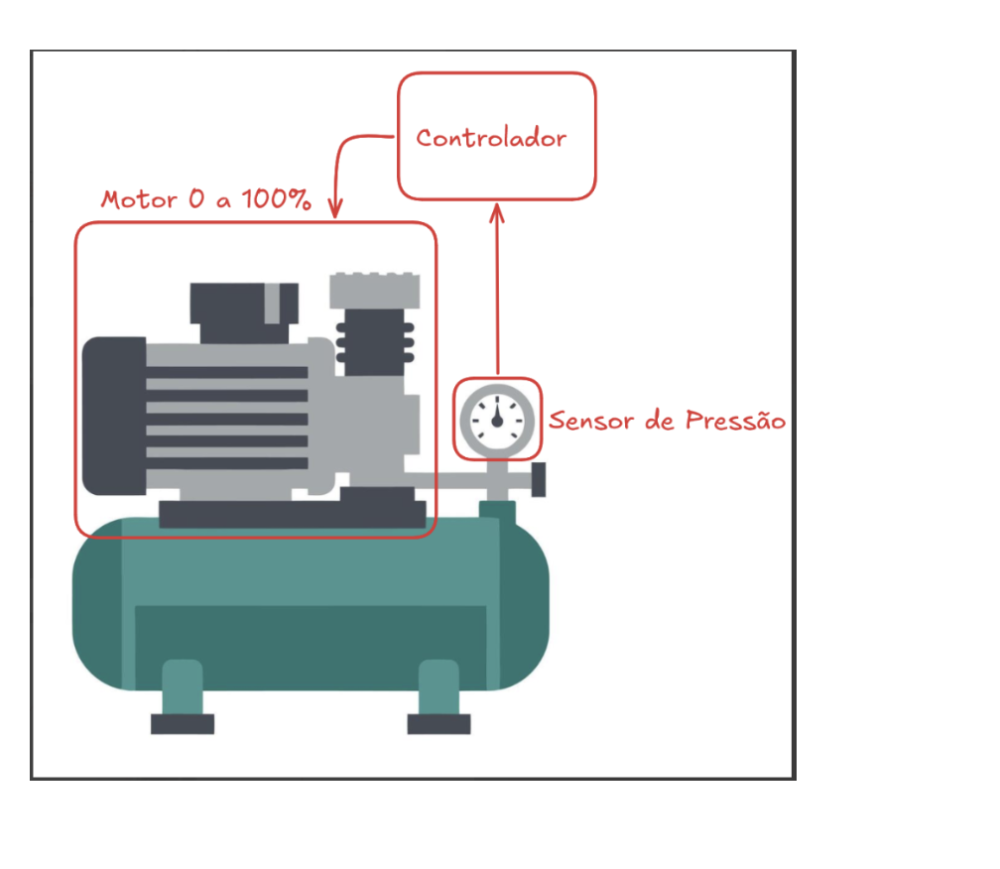 Controlador
Motor 0 a 100%
Sensor de Pressão